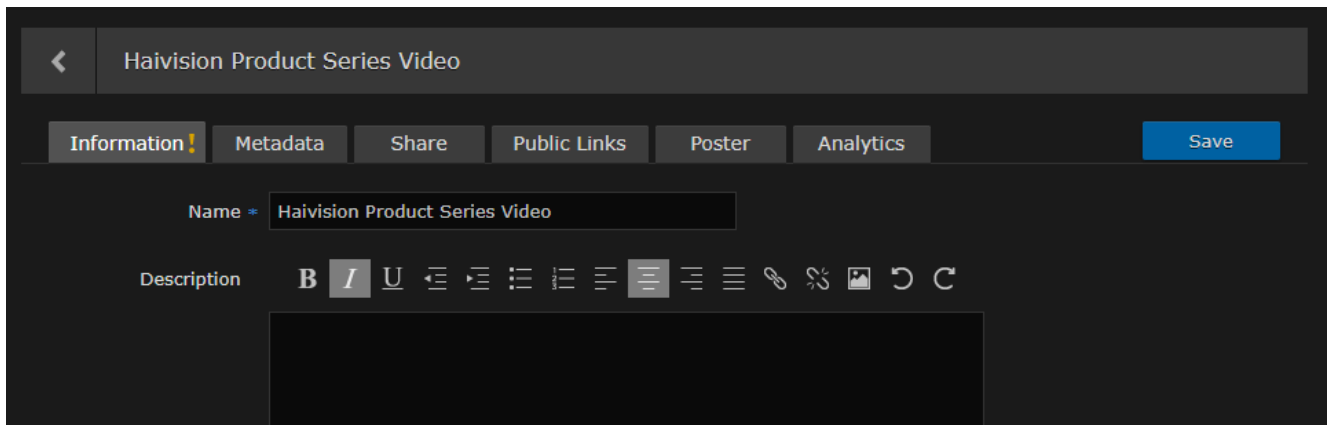 Haivision Product Series Video
Information! Metadata Share Public Links Poster Analytics Save
Name * Haivision Product Series Video
Description B I U